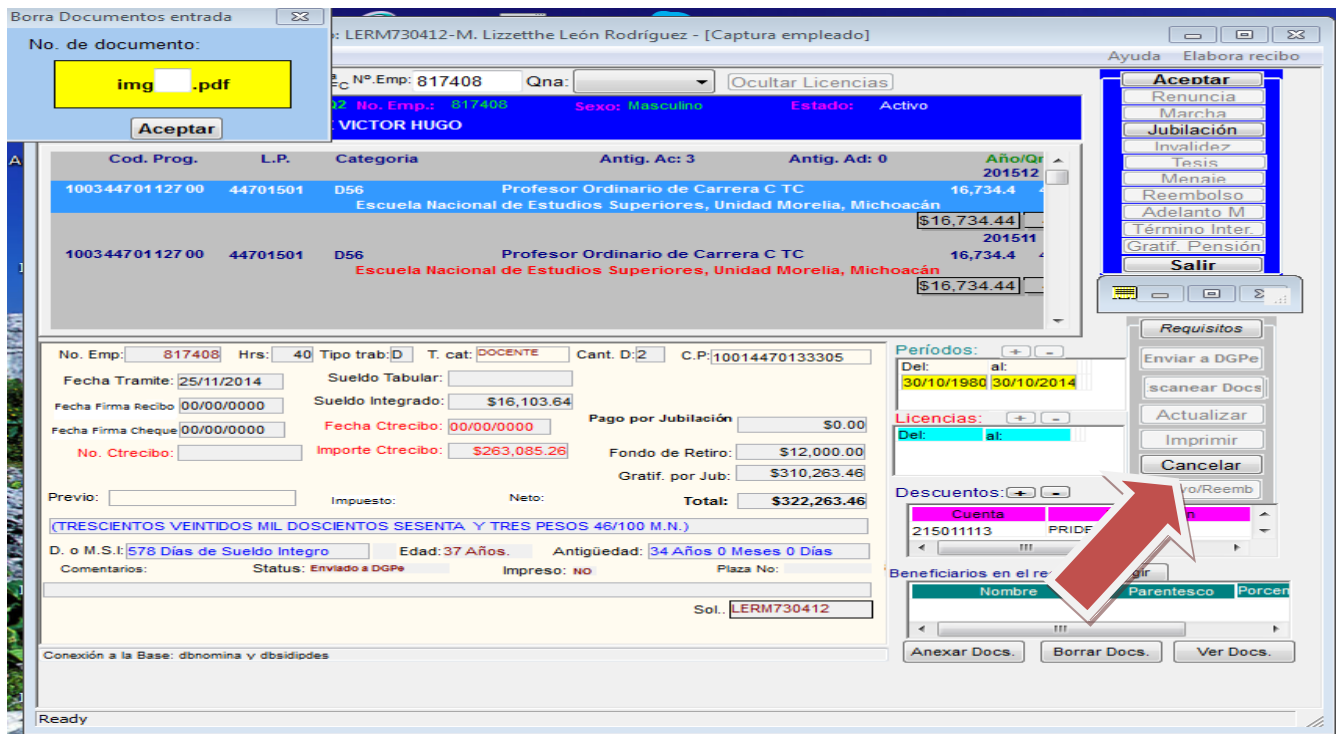 Borra Documentos entrada
No. de documento:
img .pdf
Aceptar
: LERM730412-M. Lizzetthe León Rodríguez - [Captura empleado]
Ayuda Elabora recibo
Nº.Emp: 817408 Qna: Ocultar Licencias
No. Emp.: 817408 Sexo: Masculino Estado: Activo
VICTOR HUGO
Aceptar
Renuncia
Marcha
Jubilación
Invalidez
Tesis
Menaje
Reembolso
Adelanto M
Término Inter.
Gratif. Pensión
Salir
Cod. Prog. L.P. Categoria Antig. Ac: 3 Antig. Ad: 0 Año/Qr
201512
10034470112700 44701501 D56 Profesor Ordinario de Carrera C TC 16,734.4
Escuela Nacional de Estudios Superiores, Unidad Morelia, Michoacán
$16,734.44
201511
10034470112700 44701501 D56 Profesor Ordinario de Carrera C TC 16,734.4
Escuela Nacional de Estudios Superiores, Unidad Morelia, Michoacán
$16,734.44
Requisitos
Enviar a DGPe
scanear Docs
Actualizar
Imprimir
Cancelar
vo/Reemb
No. Emp: 817408 Hrs: 40 Tipo trab: D T. cat: DOCENTE Cant. D: 2 C.P: 10014470133305
Fecha Tramite: 25/11/2014 Sueldo Tabular:
Fecha Firma Recibo 00/00/0000 Sueldo Integrado: $16,103.64
Fecha Firma Cheque 00/00/0000 Fecha Ctrecibo: 00/00/0000 Pago por Jubilación $0.00
No. Ctrecibo: Importe Ctrecibo: $263,085.26 Fondo de Retiro: $12,000.00
Gratif. por Jub: $310,263.46
Previo: Impuesto: Neto: Total: $322,263.46
(TRESCIENTOS VEINTIDOS MIL DOSCIENTOS SESENTA Y TRES PESOS 46/100 M.N.)
D. o M.S.I: 578 Días de Sueldo Integro Edad: 37 Años. Antigüedad: 34 Años 0 Meses 0 Días
Comentarios: Status: Enviado a DGPe Impreso: NO Plaza No:
Sol.. LERM730412
Períodos: + -
Del: al:
30/10/1980 30/10/2014
Licencias: + -
Del: al:
Descuentos: + -
Cuenta
215011113 PRIDE
Beneficiarios en el re
Nombre Parentesco Porcen
Anexar Docs. Borrar Docs. Ver Docs.
Conexión a la Base: dbnomina y dbsidipdes
Ready